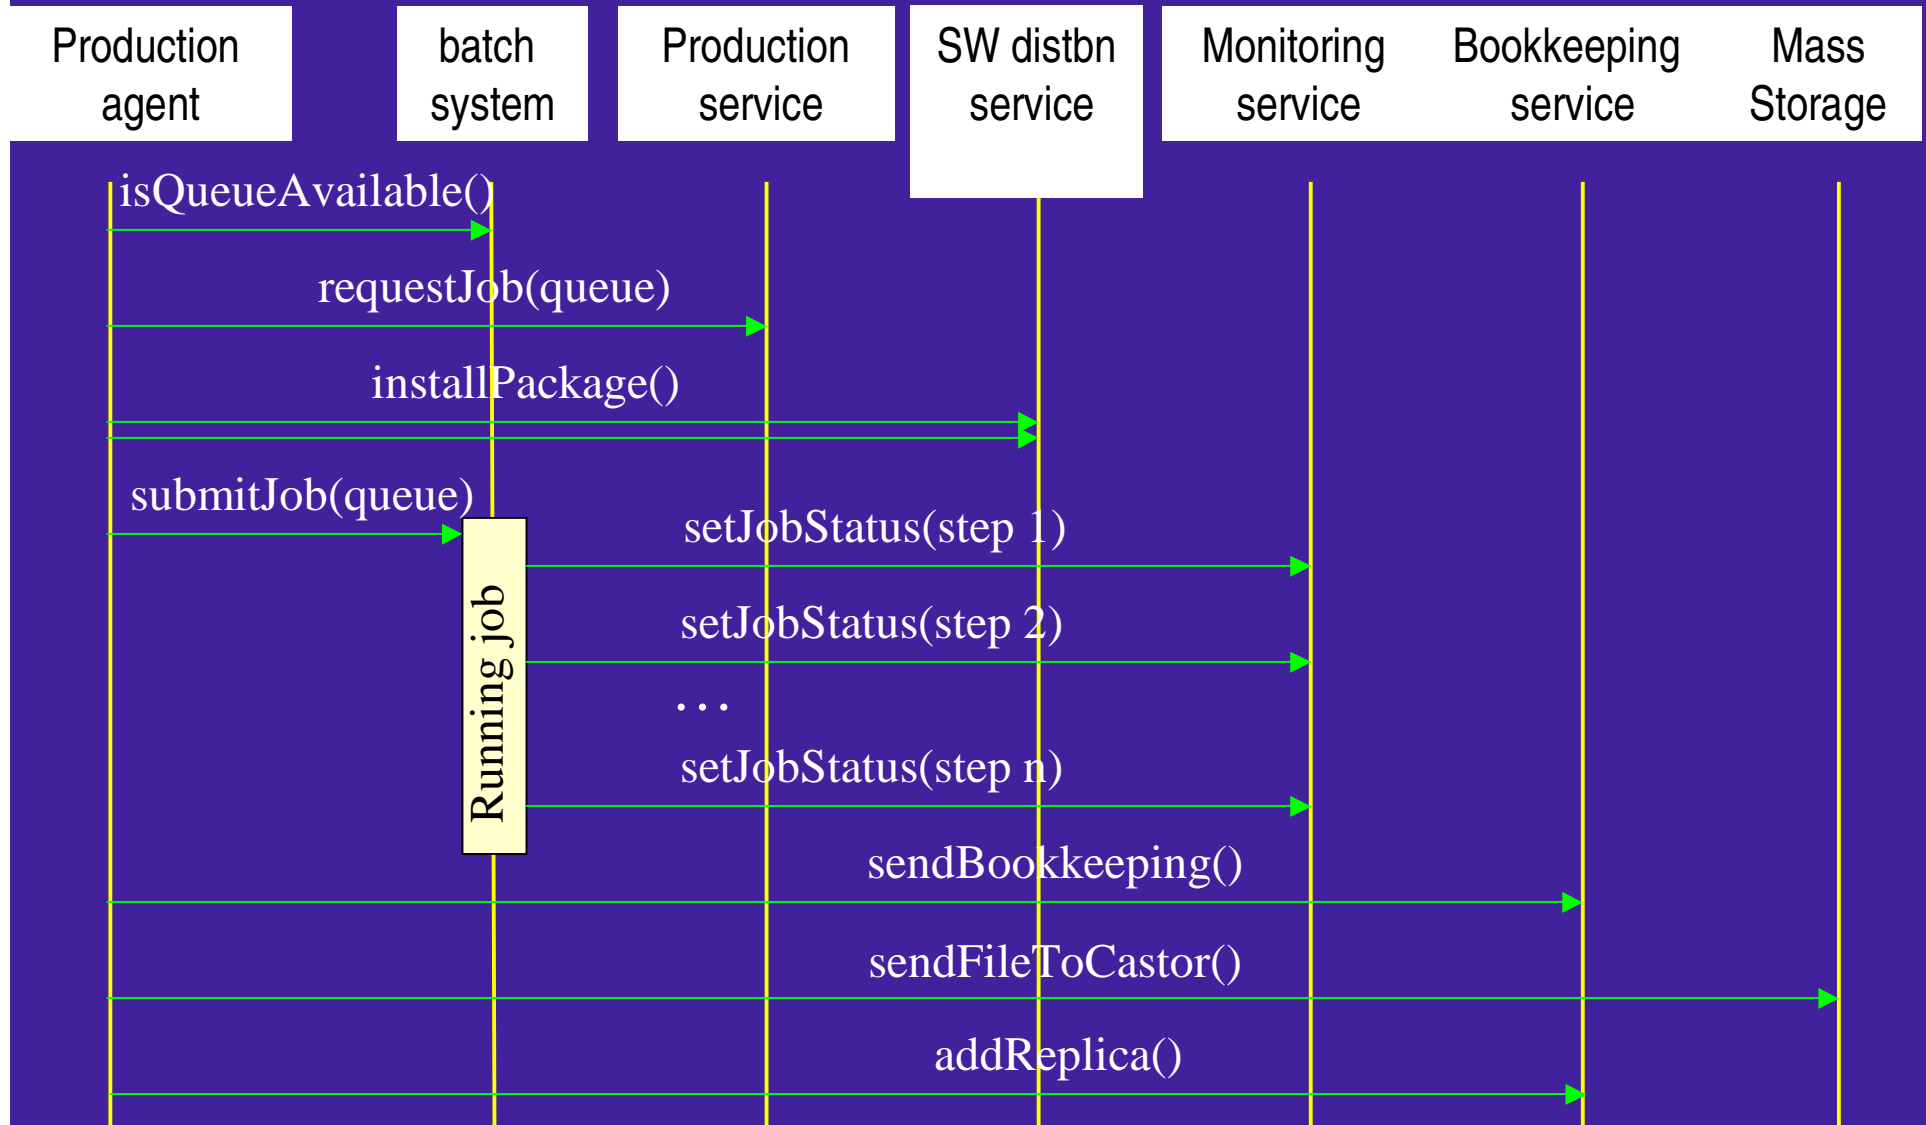 Production
agent
batch
system
Production
service
SW distbn
service
Monitoring
service
Bookkeeping
service
Mass
Storage
isQueueAvailable()
requestJob(queue)
installPackage()
submitJob(queue)
setJobStatus(step 1)
Running job
setJobStatus(step 2)
...
setJobStatus(step n)
sendBookkeeping()
sendFileToCastor()
addReplica()